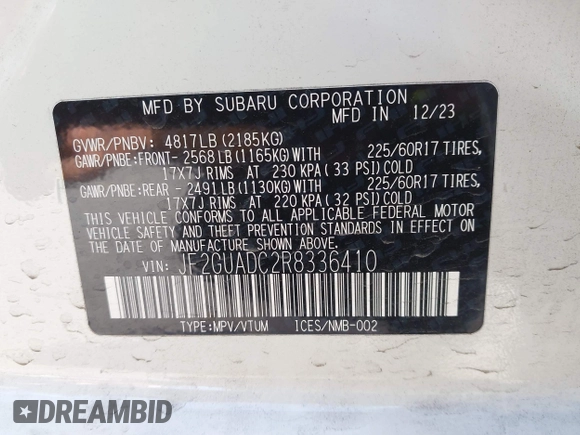 MFD BY SUBARU CORPORATION
MFD IN 12/23
GVWR/PNBV: 4817LB (2185KG)
GAWR/PNBE:FRONT- 2568LB (1165KG) WITH 225/60R17 TIRES,
17X7J RIMS AT 230 KPA (33 PSI) COLD
GAWR/PNBE:REAR - 2491LB (1130KG) WITH 225/60R17 TIRES,
17X7J RIMS AT 220 KPA (32 PSI) COLD
THIS VEHICLE CONFORMS TO ALL APPLICABLE FEDERAL MOTOR
VEHICLE SAFETY AND THEFT PREVENTION STANDARDS IN EFFECT
ON THE DATE OF MANUFACTURE SHOWN ABOVE.
VIN: JF2GUADC2R8336410
TYPE:MPV/VTUM ICES/NMB-002
DREAMBID